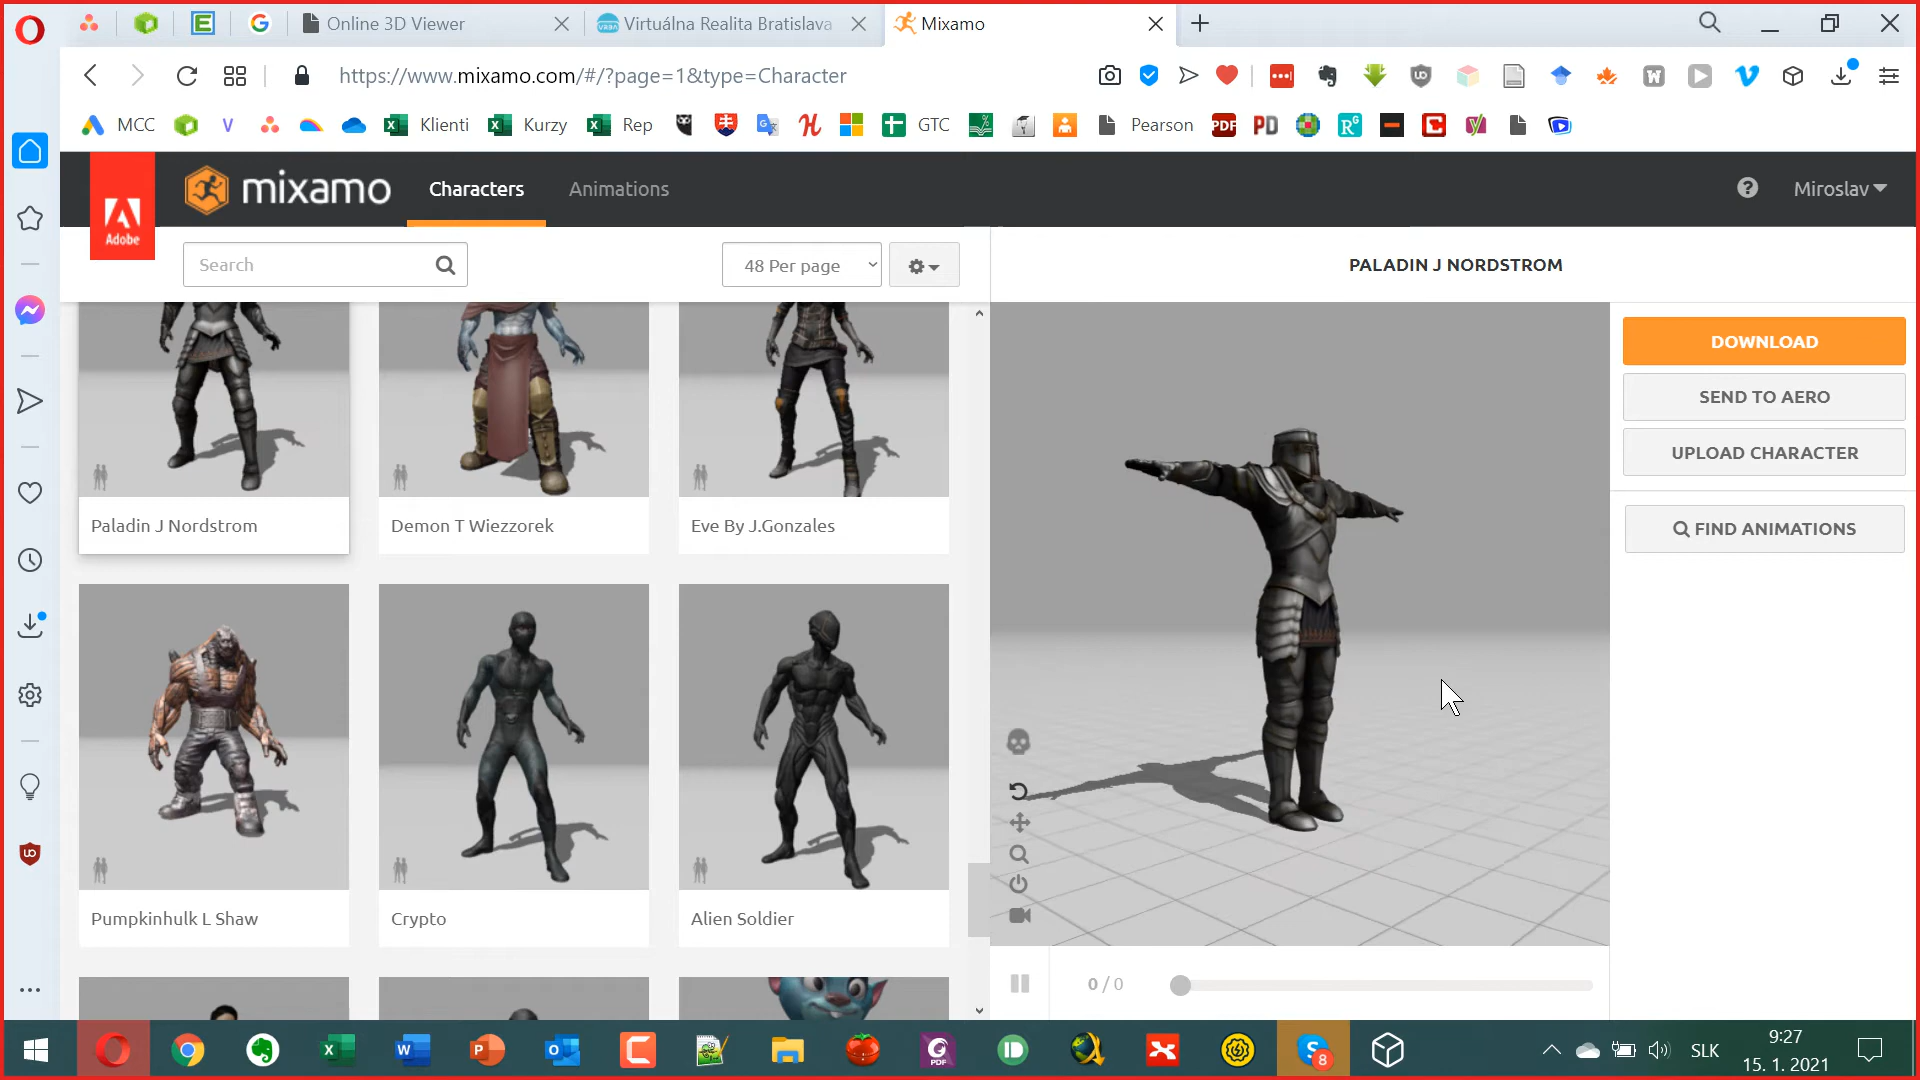 Online 3D Viewer
Virtuálna Realita Bratislava
Mixamo
https://www.mixamo.com/#/?page=1&type=Character
MCC
Klienti
Kurzy
Rep
GTC
Pearson
PDF
PD
Adobe
mixamo
Characters
Animations
Miroslav
Search
48 Per page
PALADIN J NORDSTROM
DOWNLOAD
SEND TO AERO
UPLOAD CHARACTER
FIND ANIMATIONS
Paladin J Nordstrom
Demon T Wiezzorek
Eve By J.Gonzales
Pumpkinhulk L Shaw
Crypto
Alien Soldier
0 / 0
8
SLK
9:27
15. 1. 2021